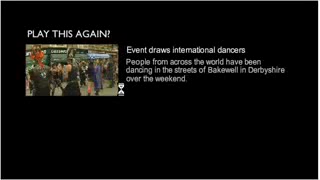 PLAY THIS AGAIN?
Event draws international dancers
People from across the world have been
dancing in the streets of Bakewell in Derbyshire
over the weekend.